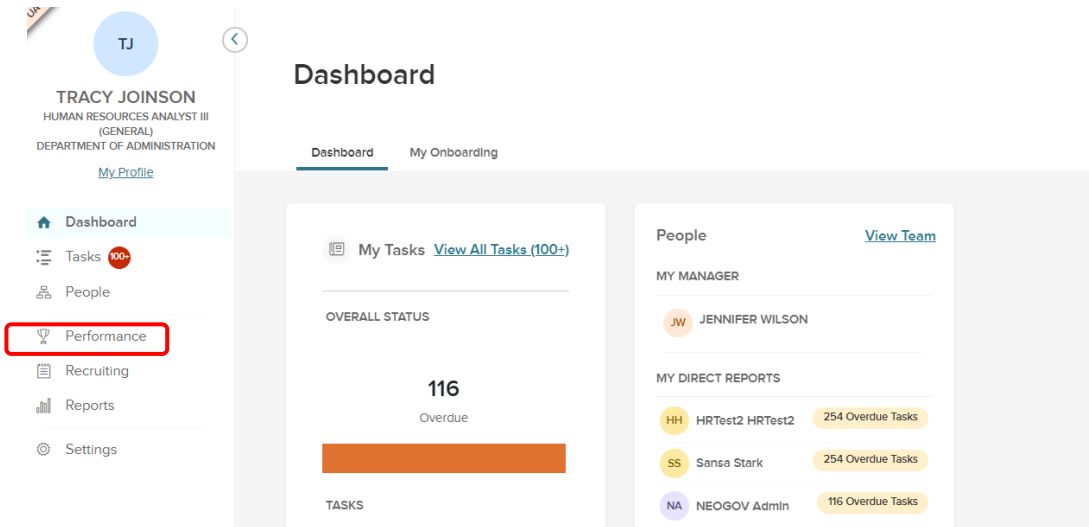 TJ
TRACY JOINSON
HUMAN RESOURCES ANALYST III
(GENERAL)
DEPARTMENT OF ADMINISTRATION
My Profile
Dashboard
Tasks 100+
People
Performance
Recruiting
Reports
Settings
Dashboard
Dashboard My Onboarding
My Tasks View All Tasks (100+)
OVERALL STATUS
116
Overdue
TASKS
People View Team
MY MANAGER
JW JENNIFER WILSON
MY DIRECT REPORTS
HH HRTest2 HRTest2 254 Overdue Tasks
SS Sansa Stark 254 Overdue Tasks
NA NEOGOV Admin 116 Overdue Tasks